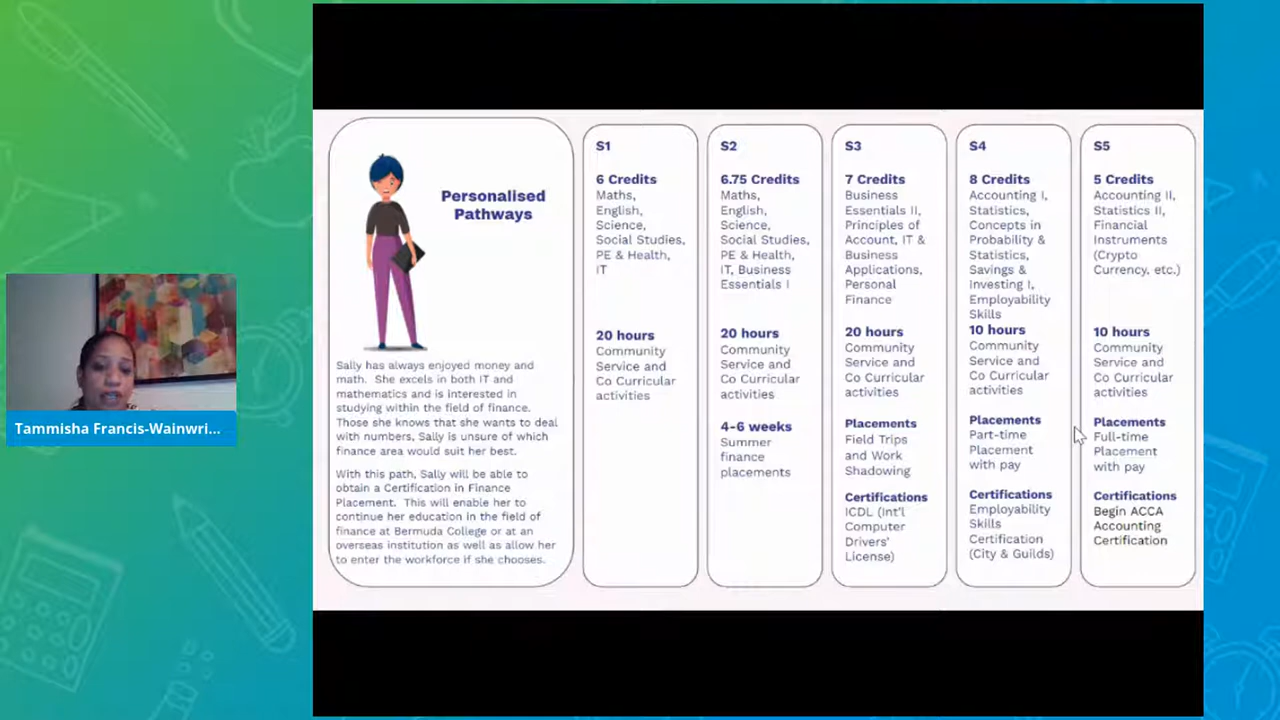 Personalised
Pathways
Sally has always enjoyed money and
math. She excels in both IT and
mathematics and is interested in
studying within the field of finance.
Those she knows that she wants to deal
with numbers, Sally is unsure of which
finance area would suit her best.
With this path, Sally will be able to
obtain a Certification in Finance
Placement. This will enable her to
continue her education in the field of
finance at Bermuda College or at an
overseas institution as well as allow her
to enter the workforce if she chooses.
S1
6 Credits
Maths,
English,
Science,
Social Studies,
PE & Health,
IT
20 hours
Community
Service and
Co Curricular
activities
S2
6.75 Credits
Maths,
English,
Science,
Social Studies,
PE & Health,
IT, Business
Essentials I
20 hours
Community
Service and
Co Curricular
activities
4-6 weeks
Summer
finance
placements
S3
7 Credits
Business
Essentials II,
Principles of
Account, IT &
Business
Applications,
Personal
Finance
20 hours
Community
Service and
Co Curricular
activities
Placements
Field Trips
and Work
Shadowing
Certifications
ICDL (Int'l
Computer
Drivers'
License)
S4
8 Credits
Accounting I,
Statistics,
Concepts in
Probability &
Statistics,
Savings &
Investing I,
Employability
Skills
10 hours
Community
Service and
Co Curricular
activities
Placements
Part-time
Placement
with pay
Certifications
Employability
Skills
Certification
(City & Guilds)
S5
5 Credits
Accounting II,
Statistics II,
Financial
Instruments
(Crypto
Currency, etc.)
10 hours
Community
Service and
Co Curricular
activities
Placements
Full-time
Placement
with pay
Certifications
Begin ACCA
Accounting
Certification
Tammisha Francis-Wainwri...